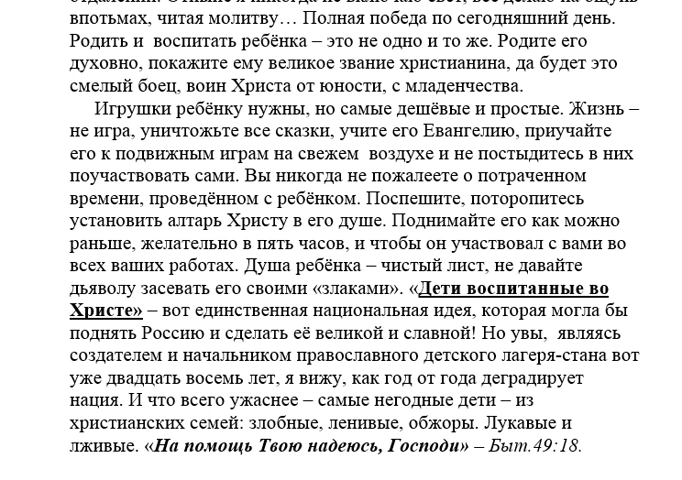 впотьмах, читая молитву… Полная победа по сегодняшний день.
Родить и  воспитать ребёнка – это не одно и то же. Родите его
духовно, покажите ему великое звание христианина, да будет это
смелый боец, воин Христа от юности, с младенчества.
Игрушки ребёнку нужны, но самые дешёвые и простые. Жизнь –
не игра, уничтожьте все сказки, учите его Евангелию, приучайте
его к подвижным играм на свежем  воздухе и не постыдитесь в них
поучаствовать сами. Вы никогда не пожалеете о потраченном
времени, проведённом с ребёнком. Поспешите, поторопитесь
установить алтарь Христу в его душе. Поднимайте его как можно
раньше, желательно в пять часов, и чтобы он участвовал с вами во
всех ваших работах. Душа ребёнка – чистый лист, не давайте
дьяволу засевать его своими «злаками». «Дети воспитанные во
Христе» – вот единственная национальная идея, которая могла бы
поднять Россию и сделать её великой и славной! Но увы,  являясь
создателем и начальником православного детского лагеря-стана вот
уже двадцать восемь лет, я вижу, как год от года деградирует
нация. И что всего ужаснее – самые негодные дети – из
христианских семей: злобные, ленивые, обжоры. Лукавые и
лживые. «На помощь Твою надеюсь, Господи» – Быт.49:18.